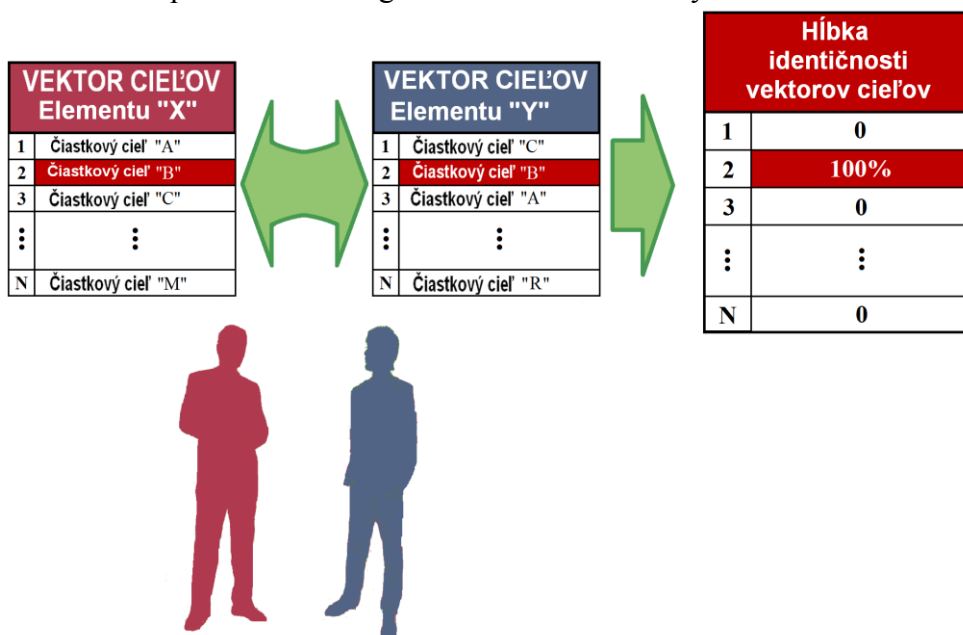 VEKTOR CIEĽOV
Elementu "X"
1 Čiastkový cieľ "A"
2 Čiastkový cieľ "B"
3 Čiastkový cieľ "C"
⋮ ⋮
N Čiastkový cieľ "M"
VEKTOR CIEĽOV
Elementu "Y"
1 Čiastkový cieľ "C"
2 Čiastkový cieľ "B"
3 Čiastkový cieľ "A"
⋮ ⋮
N Čiastkový cieľ "R"
Hĺbka
identičnosti
vektorov cieľov
1 0
2 100%
3 0
⋮ ⋮
N 0